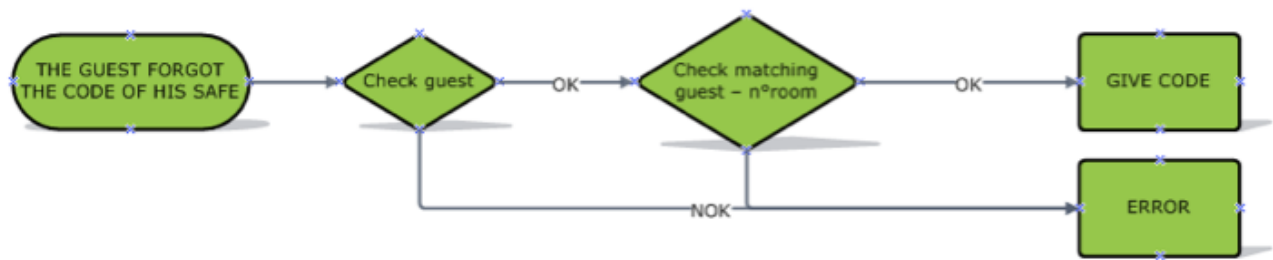 THE GUEST FORGOT
THE CODE OF HIS SAFE
Check guest
OK
Check matching
guest – n°room
OK
GIVE CODE
NOK
ERROR